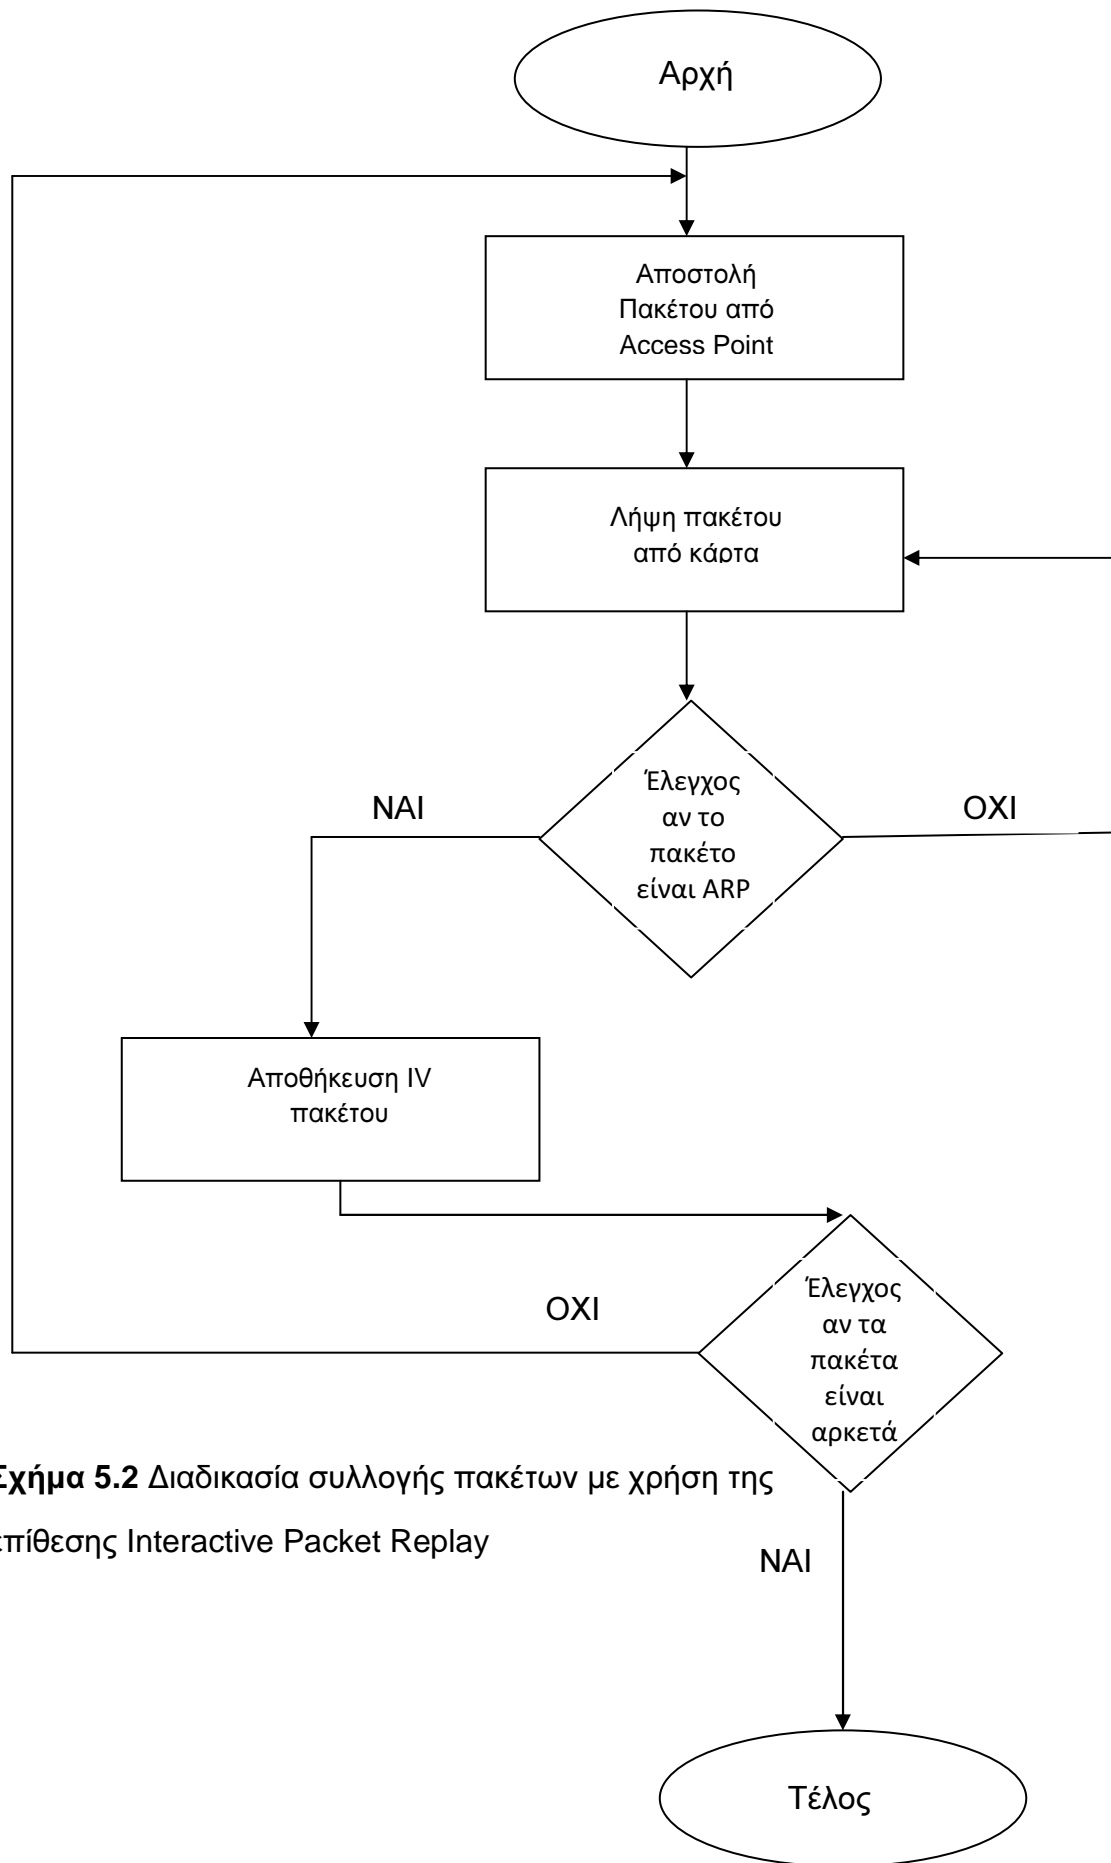 Αρχή
Αποστολή
Πακέτου από
Access Point
Λήψη πακέτου
από κάρτα
Έλεγχος
αν το
πακέτο
είναι ARP
ΝΑΙ
ΟΧΙ
Αποθήκευση IV
πακέτου
Έλεγχος
αν τα
πακέτα
είναι
αρκετά
ΟΧΙ
Σχήμα 5.2 Διαδικασία συλλογής πακέτων με χρήση της
επίθεσης Interactive Packet Replay
ΝΑΙ
Τέλος